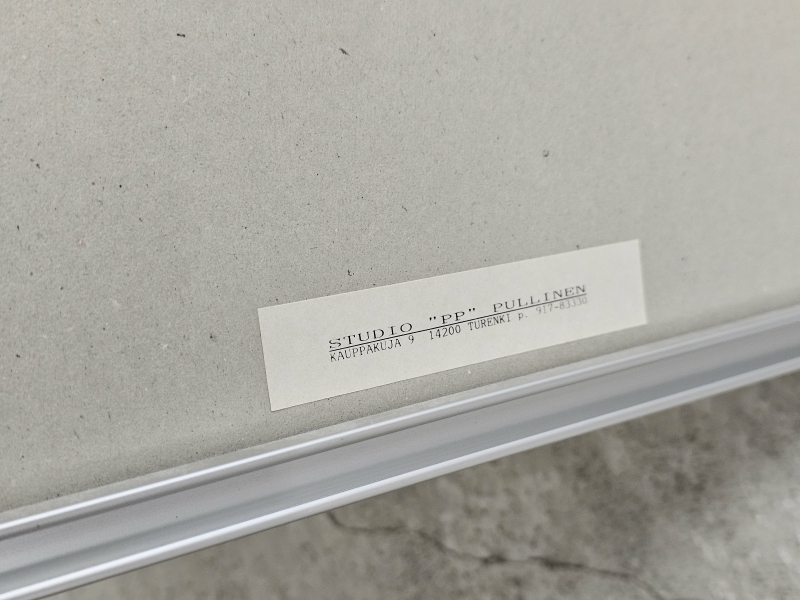 STUDIO "PP" PULLINEN
KAUPPAKUJA 9 14200 TURENKI p. 917-83330